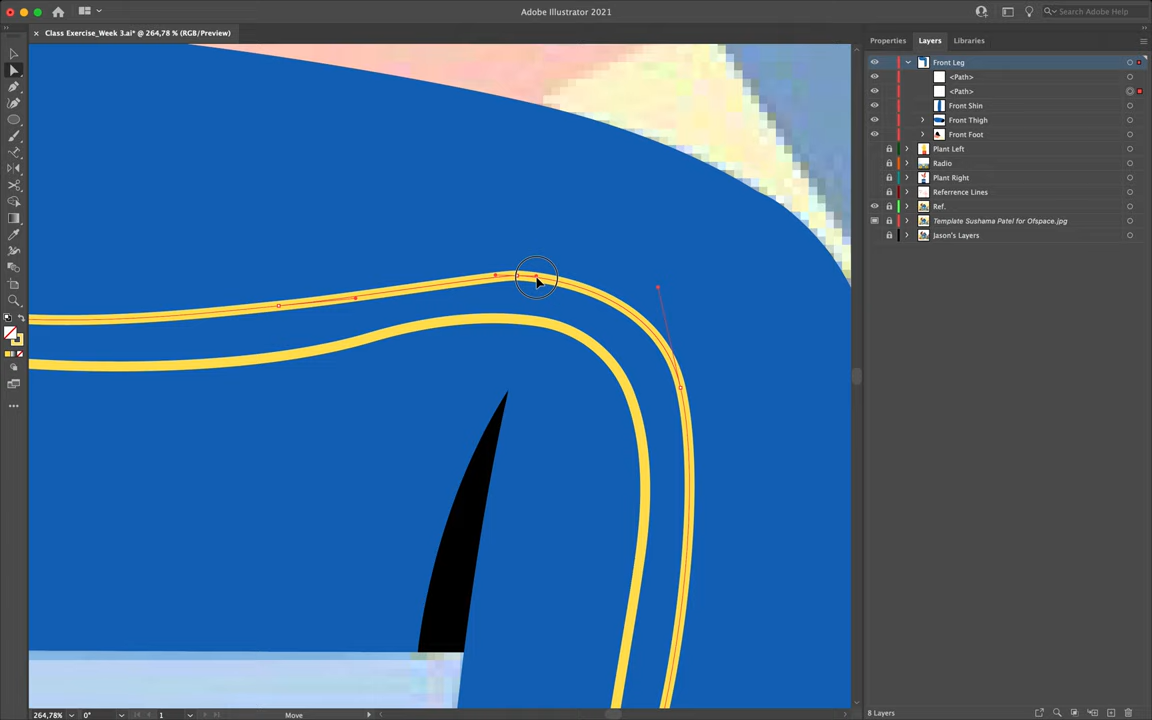 Adobe Illustrator 2021
Search Adobe Help
× Class Exercise_Week 3.ai* @ 264,78 % (RGB/Preview)
Properties Layers Libraries
Front Leg
<Path>
<Path>
Front Shin
Front Thigh
Front Foot
Plant Left
Radio
Plant Right
Referrence Lines
Ref.
Template Sushama Patel for Ofspace.jpg
Jason's Layers
264,78% 0° 1 Move
8 Layers